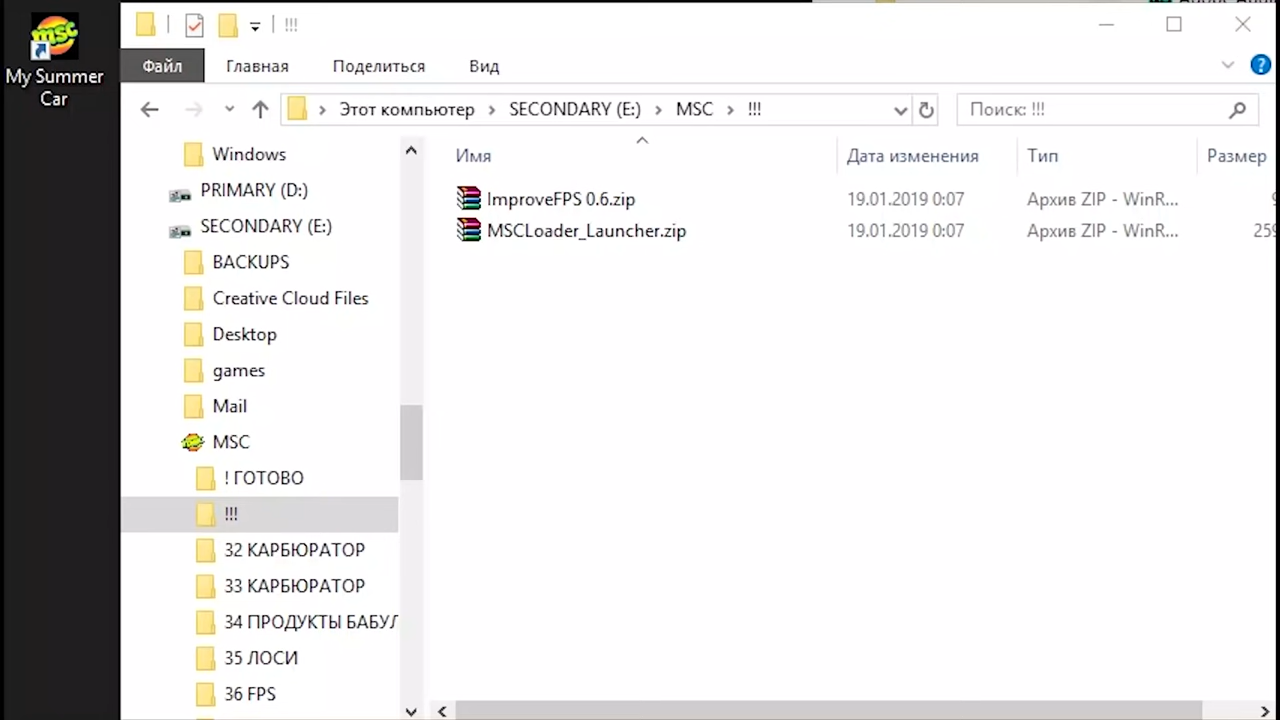 My Summer
Car
!!!
Файл Главная Поделиться Вид
Этот компьютер SECONDARY (E:) MSC !!!
Поиск: !!!
Windows
PRIMARY (D:)
SECONDARY (E:)
BACKUPS
Creative Cloud Files
Desktop
games
Mail
MSC
! ГОТОВО
!!!
32 КАРБЮРАТОР
33 КАРБЮРАТОР
34 ПРОДУКТЫ БАБУЛ
35 ЛОСИ
36 FPS
Имя Дата изменения Тип Размер
ImproveFPS 0.6.zip 19.01.2019 0:07 Архив ZIP - WinR...
MSCLoader_Launcher.zip 19.01.2019 0:07 Архив ZIP - WinR... 259